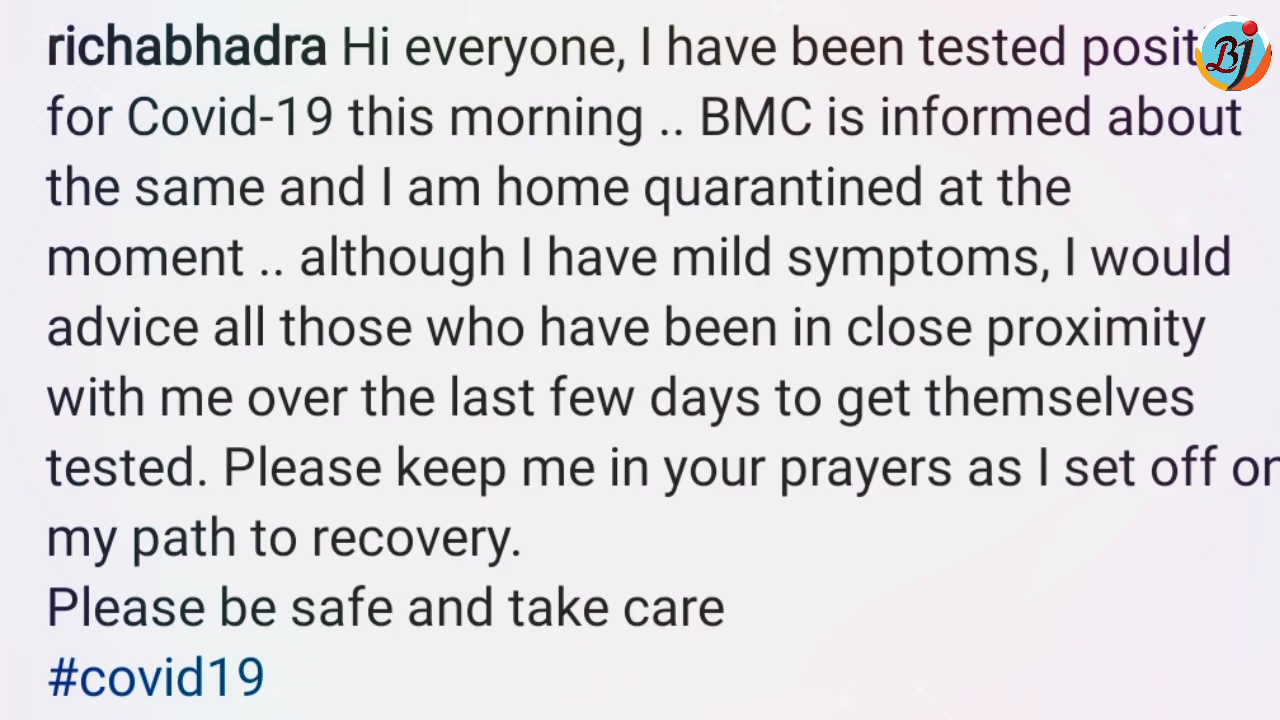 richabhadra Hi everyone, I have been tested posit
for Covid-19 this morning .. BMC is informed about
the same and I am home quarantined at the
moment .. although I have mild symptoms, I would
advice all those who have been in close proximity
with me over the last few days to get themselves
tested. Please keep me in your prayers as I set off on
my path to recovery.
Please be safe and take care
#covid19
Bj